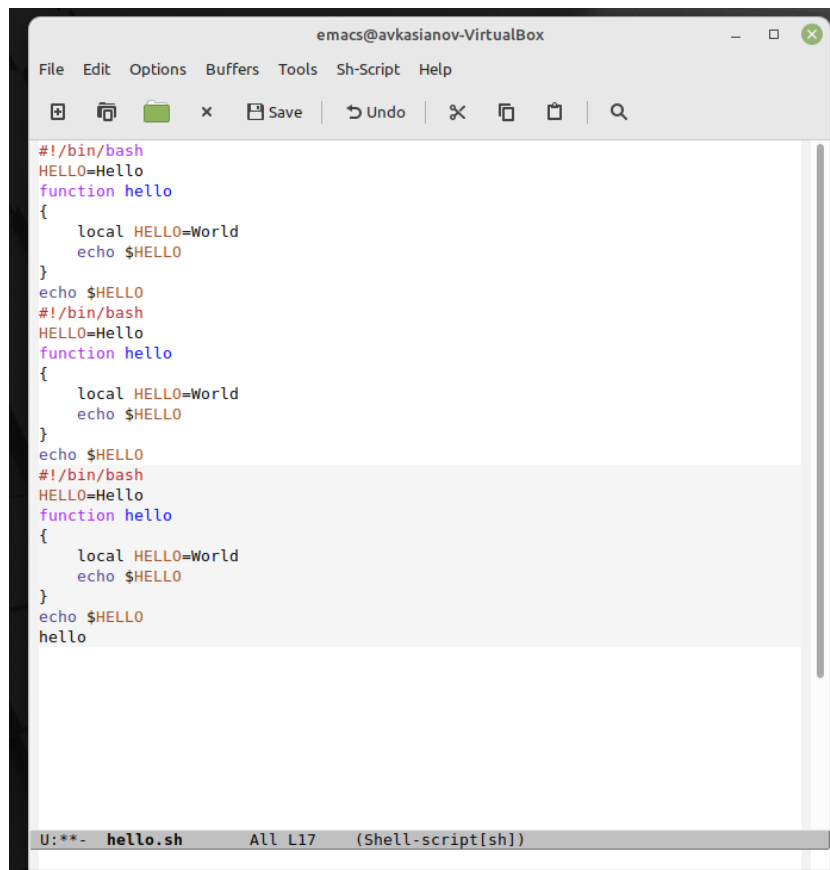 emacs@avkasianov-VirtualBox
File Edit Options Buffers Tools Sh-Script Help
Save Undo
#!/bin/bash
HELLO=Hello
function hello
{
    local HELLO=World
    echo $HELLO
}
echo $HELLO
#!/bin/bash
HELLO=Hello
function hello
{
    local HELLO=World
    echo $HELLO
}
echo $HELLO
#!/bin/bash
HELLO=Hello
function hello
{
    local HELLO=World
    echo $HELLO
}
echo $HELLO
hello
U:**-  hello.sh       All L17    (Shell-script[sh])